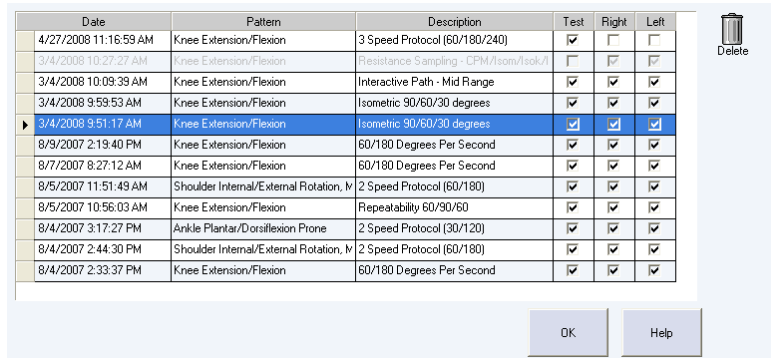 Date Pattern Description Test Right Left
4/27/2008 11:16:59 AM Knee Extension/Flexion 3 Speed Protocol (60/180/240)
Delete
3/4/2008 10:27:27 AM Knee Extension/Flexion Resistance Sampling - CPM/Isom/Isok/I
3/4/2008 10:09:39 AM Knee Extension/Flexion Interactive Path - Mid Range
3/4/2008 9:59:53 AM Knee Extension/Flexion Isometric 90/60/30 degrees
3/4/2008 9:51:17 AM Knee Extension/Flexion Isometric 90/60/30 degrees
8/9/2007 2:19:40 PM Knee Extension/Flexion 60/180 Degrees Per Second
8/7/2007 8:27:12 AM Knee Extension/Flexion 60/180 Degrees Per Second
8/5/2007 11:51:49 AM Shoulder Internal/External Rotation, M 2 Speed Protocol (60/180)
8/5/2007 10:56:03 AM Knee Extension/Flexion Repeatability 60/90/60
8/4/2007 3:17:27 PM Ankle Plantar/Dorsiflexion Prone 2 Speed Protocol (30/120)
8/4/2007 2:44:30 PM Shoulder Internal/External Rotation, M 2 Speed Protocol (60/180)
8/4/2007 2:33:37 PM Knee Extension/Flexion 60/180 Degrees Per Second
OK Help